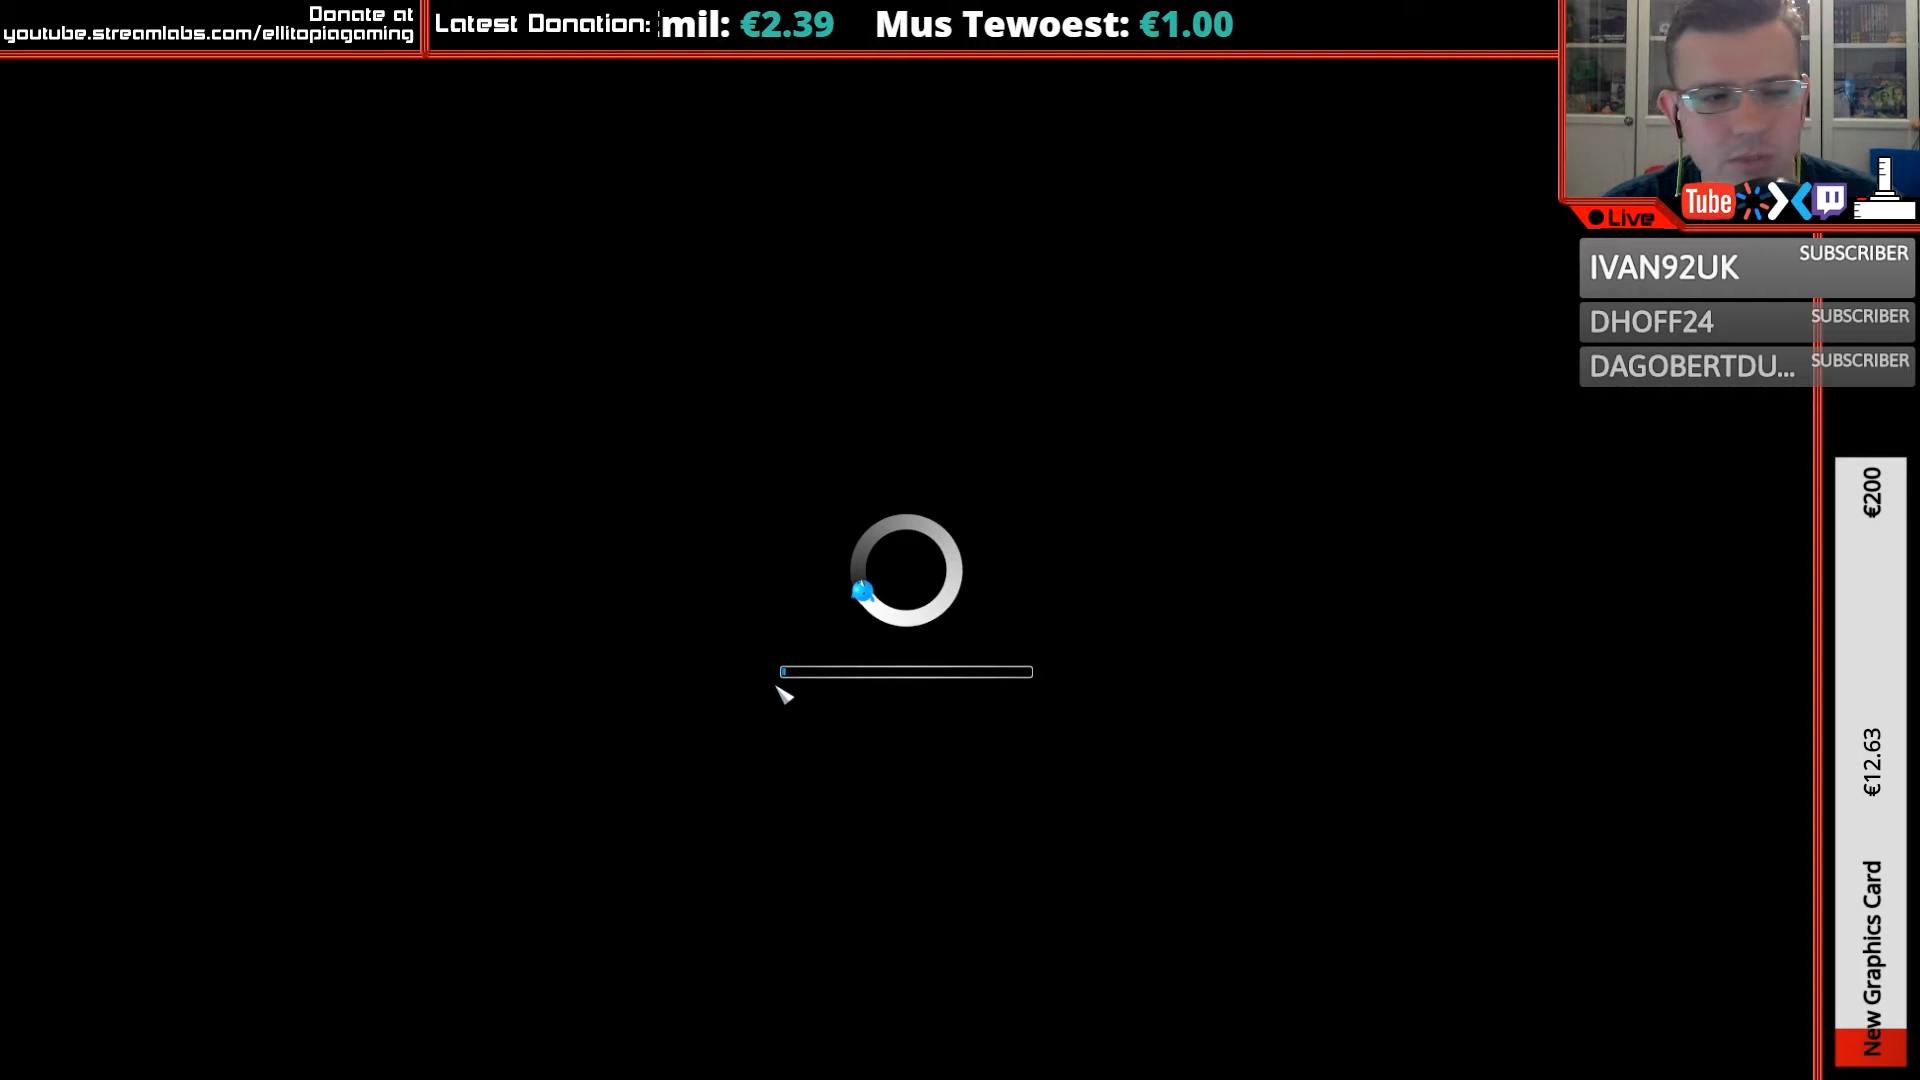 Donate at
youtube.streamlabs.com/ellitopiagaming
Latest Donation: mil: €2.39 Mus Tewoest: €1.00
Tube
Live
IVAN92UK SUBSCRIBER
DHOFF24 SUBSCRIBER
DAGOBERTDU... SUBSCRIBER
€200
€12.63
New Graphics Card